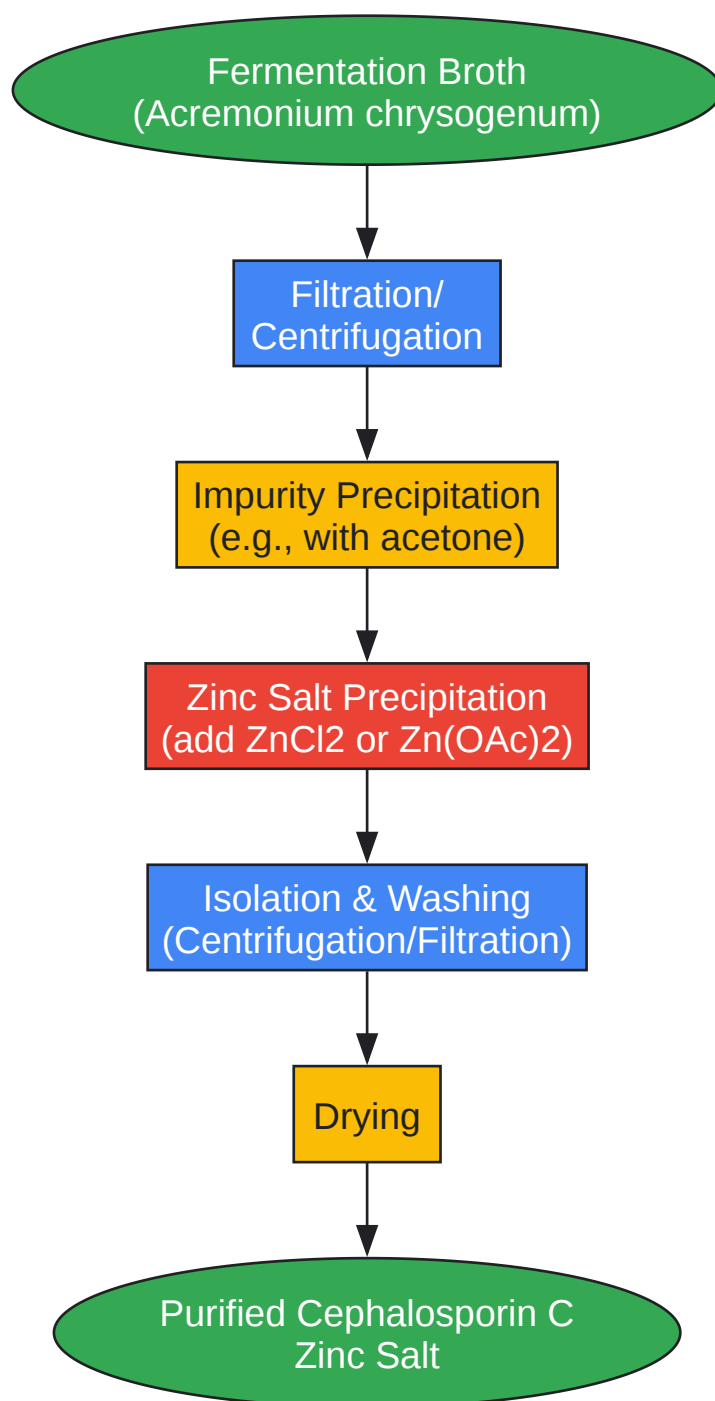 Fermentation Broth
(Acremonium chrysogenum)
Filtration/
Centrifugation
Impurity Precipitation
(e.g., with acetone)
Zinc Salt Precipitation
(add ZnCl2 or Zn(OAc)2)
Isolation & Washing
(Centrifugation/Filtration)
Drying
Purified Cephalosporin C
Zinc Salt